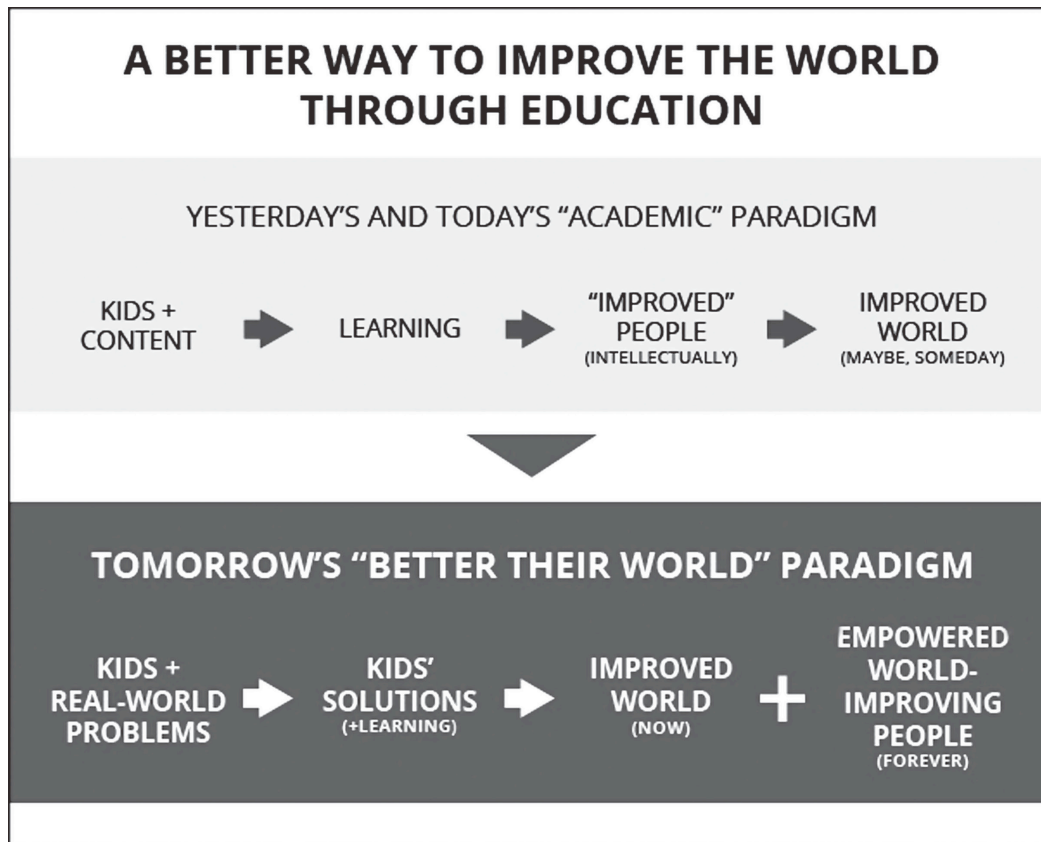 A BETTER WAY TO IMPROVE THE WORLD
THROUGH EDUCATION
YESTERDAY’S AND TODAY’S “ACADEMIC” PARADIGM
KIDS +
CONTENT
LEARNING
“IMPROVED”
PEOPLE
(INTELLECTUALLY)
IMPROVED
WORLD
(MAYBE, SOMEDAY)
TOMORROW’S “BETTER THEIR WORLD” PARADIGM
KIDS +
REAL-WORLD
PROBLEMS
KIDS’
SOLUTIONS
(+LEARNING)
IMPROVED
WORLD
(NOW)
+
EMPOWERED
WORLD-
IMPROVING
PEOPLE
(FOREVER)